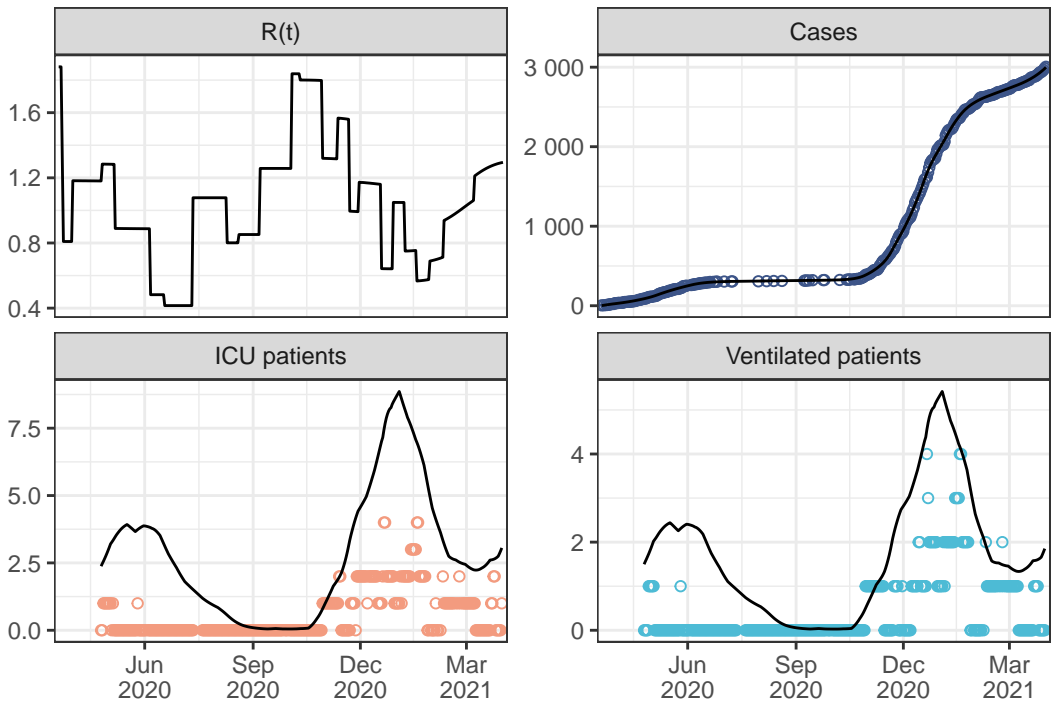 R(t)
Cases
1.6
1.2
0.8
0.4
3 000
2 000
1 000
0
ICU patients
Ventilated patients
7.5
5.0
2.5
0.0
4
2
0
Jun
2020
Sep
2020
Dec
2020
Mar
2021
Jun
2020
Sep
2020
Dec
2020
Mar
2021